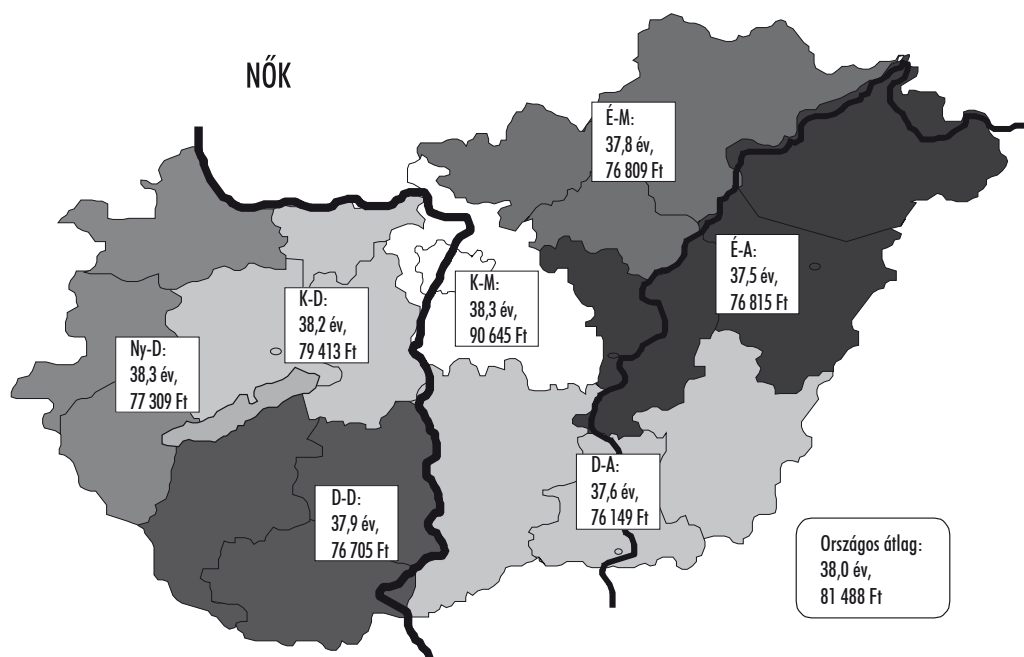 NŐK
É-M:
37,8 év,
76 809 Ft
É-A:
37,5 év,
76 815 Ft
K-M:
38,3 év,
90 645 Ft
K-D:
38,2 év,
79 413 Ft
Ny-D:
38,3 év,
77 309 Ft
D-A:
37,6 év,
76 149 Ft
D-D:
37,9 év,
76 705 Ft
Országos átlag:
38,0 év,
81 488 Ft